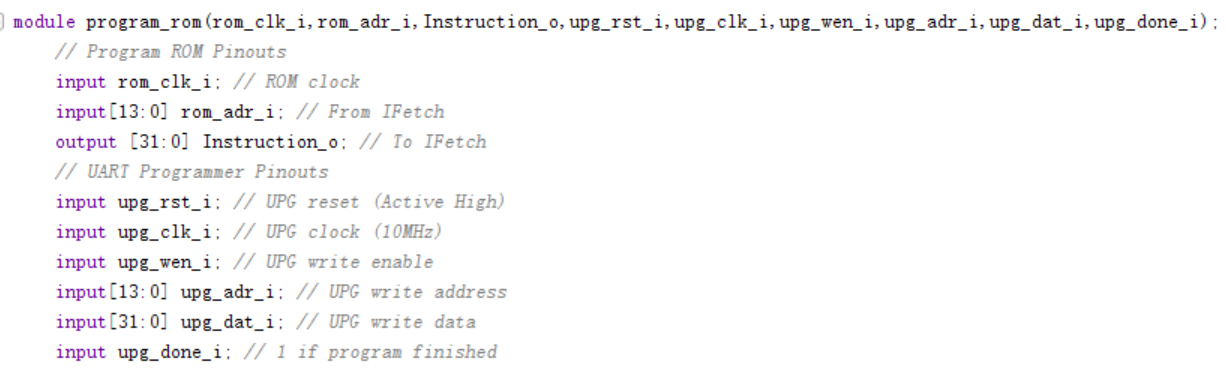 module program_rom(rom_clk_i,rom_adr_i,Instruction_o,upg_rst_i,upg_clk_i,upg_wen_i,upg_adr_i,upg_dat_i,upg_done_i);
// Program ROM Pinouts
input rom_clk_i; // ROM clock
input[13:0] rom_adr_i; // From IFetch
output [31:0] Instruction_o; // To IFetch
// UART Programmer Pinouts
input upg_rst_i; // UPG reset (Active High)
input upg_clk_i; // UPG clock (10MHz)
input upg_wen_i; // UPG write enable
input[13:0] upg_adr_i; // UPG write address
input[31:0] upg_dat_i; // UPG write data
input upg_done_i; // 1 if program finished